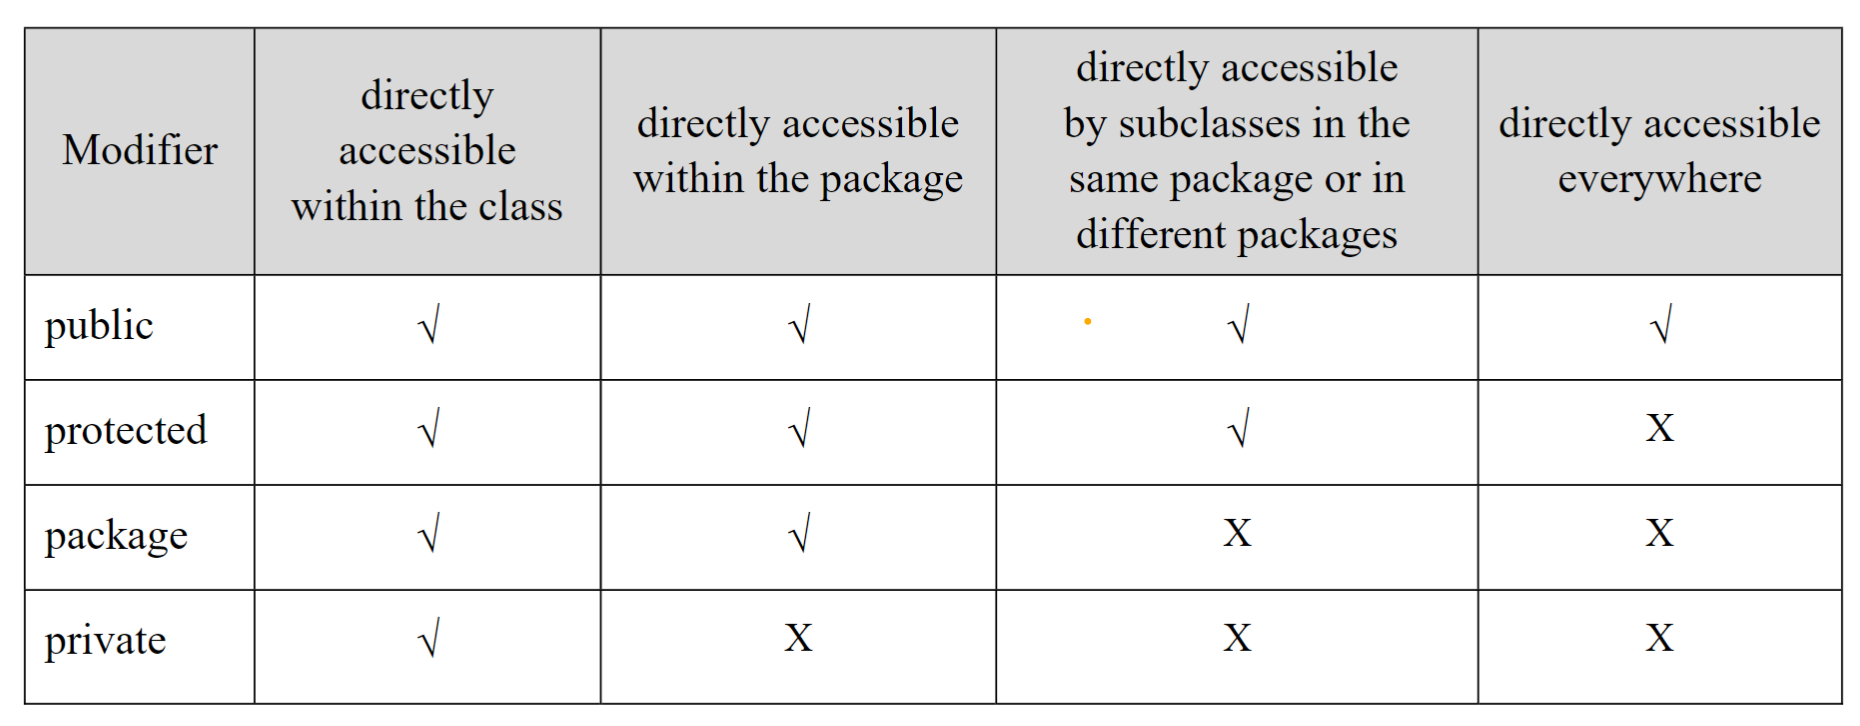 Modifier
directly
accessible
within the class
directly accessible
within the package
directly accessible
by subclasses in the
same package or in
different packages
directly accessible
everywhere
public √ √ √ √
protected √ √ √ X
package √ √ X X
private √ X X X